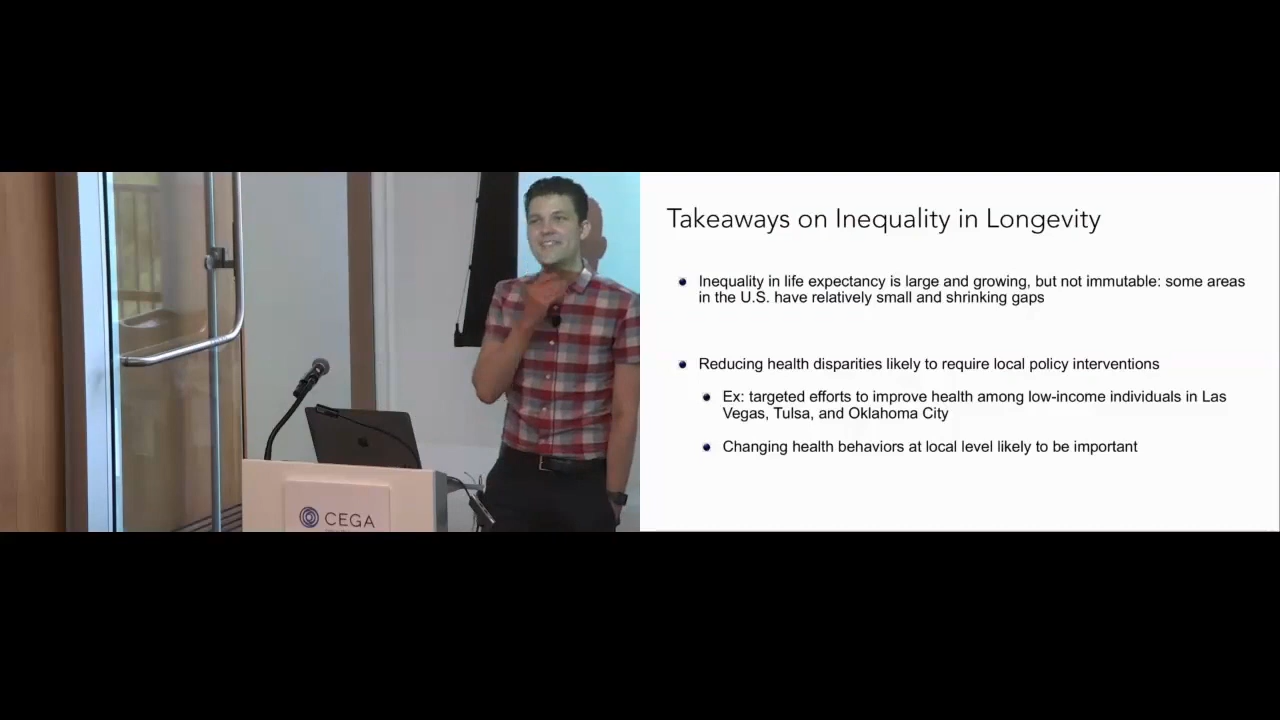 Takeaways on Inequality in Longevity
Inequality in life expectancy is large and growing, but not immutable: some areas
in the U.S. have relatively small and shrinking gaps
Reducing health disparities likely to require local policy interventions
Ex: targeted efforts to improve health among low-income individuals in Las
Vegas, Tulsa, and Oklahoma City
Changing health behaviors at local level likely to be important
CEGA